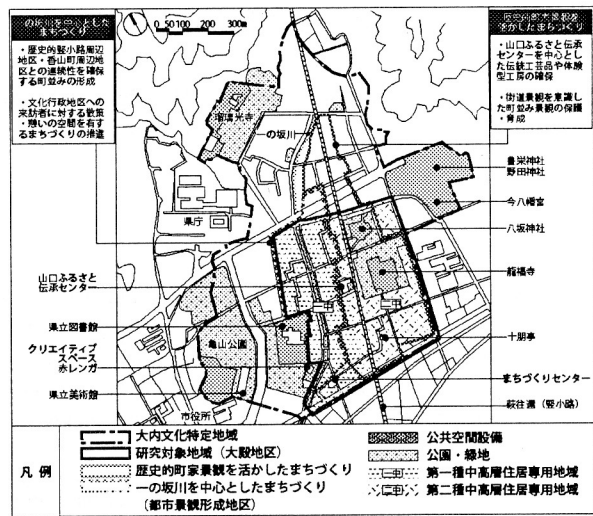 一の坂川を中心とした
まちづくり
・歴史的竪小路周辺
地区・香山町周辺地
区との連続性を確保
する町並みの形成
・文化行政地区への
来訪者に対する散策
・憩いの空間を有す
るまちづくりの推進
0 50 100 200 300m
歴史的町家景観を
活かしたまちづくり
・山口ふるさと伝承
センターを中心とし
た伝統工芸品や体験
型工房の確保
・街道景観を意識し
た町並み景観の保護
・育成
瑠璃光寺
一の坂川
県庁
豊栄神社
野田神社
今八幡宮
八坂神社
龍福寺
十朋亭
まちづくりセンター
萩往還(竪小路)
山口ふるさと
伝承センター
県立図書館
クリエイティブ
スペース
赤レンガ
県立美術館
亀山公園
市役所
一中
二中
凡例
大内文化特定地域
研究対象地域(大殿地区)
歴史的町家景観を活かしたまちづくり
一の坂川を中心としたまちづくり
(都市景観形成地区)
公共空間設備
公園・緑地
一中 第一種中高層住居専用地域
二中 第二種中高層住居専用地域